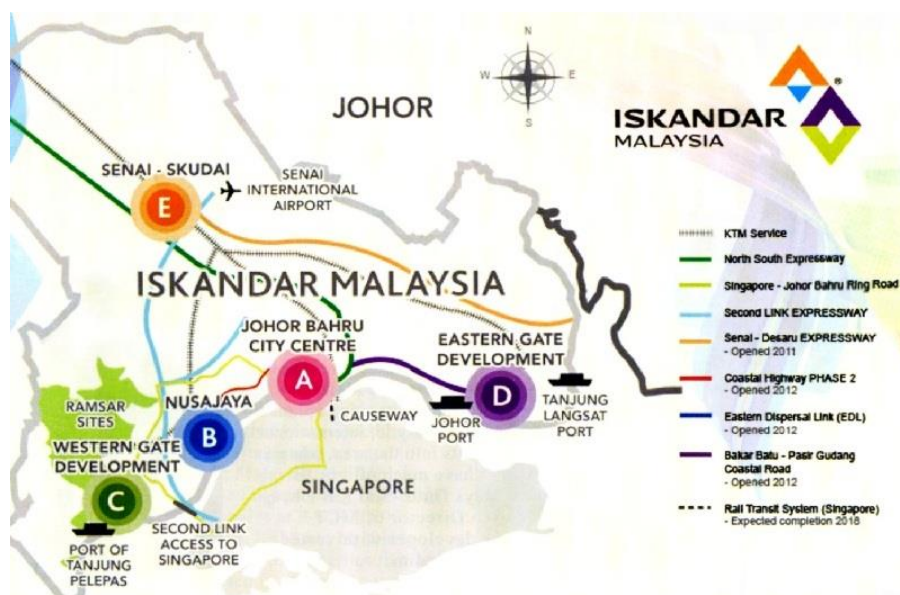 N
W E
S
JOHOR
ISKANDAR ®
MALAYSIA
SENAI - SKUDAI
E
SENAI
INTERNATIONAL
AIRPORT
ISKANDAR MALAYSIA
JOHOR BAHRU
CITY CENTRE
A
EASTERN GATE
DEVELOPMENT
D
CAUSEWAY
JOHOR
PORT
TANJUNG
LANGSAT
PORT
RAMSAR
SITES
NUSAJAYA
B
WESTERN GATE
DEVELOPMENT
C
SINGAPORE
SECOND LINK
ACCESS TO
SINGAPORE
PORT OF
TANJUNG
PELEPAS
KTM Service
North South Expressway
Singapore - Johor Bahru Ring Road
Second LINK EXPRESSWAY
Senai - Desaru EXPRESSWAY
- Opened 2011
Coastal Highway PHASE 2
- Opened 2012
Eastern Dispersal Link (EDL)
- Opened 2012
Bakar Batu - Pasir Gudang
Coastal Road
- Opened 2012
Rail Transit System (Singapore)
- Expected completion 2018